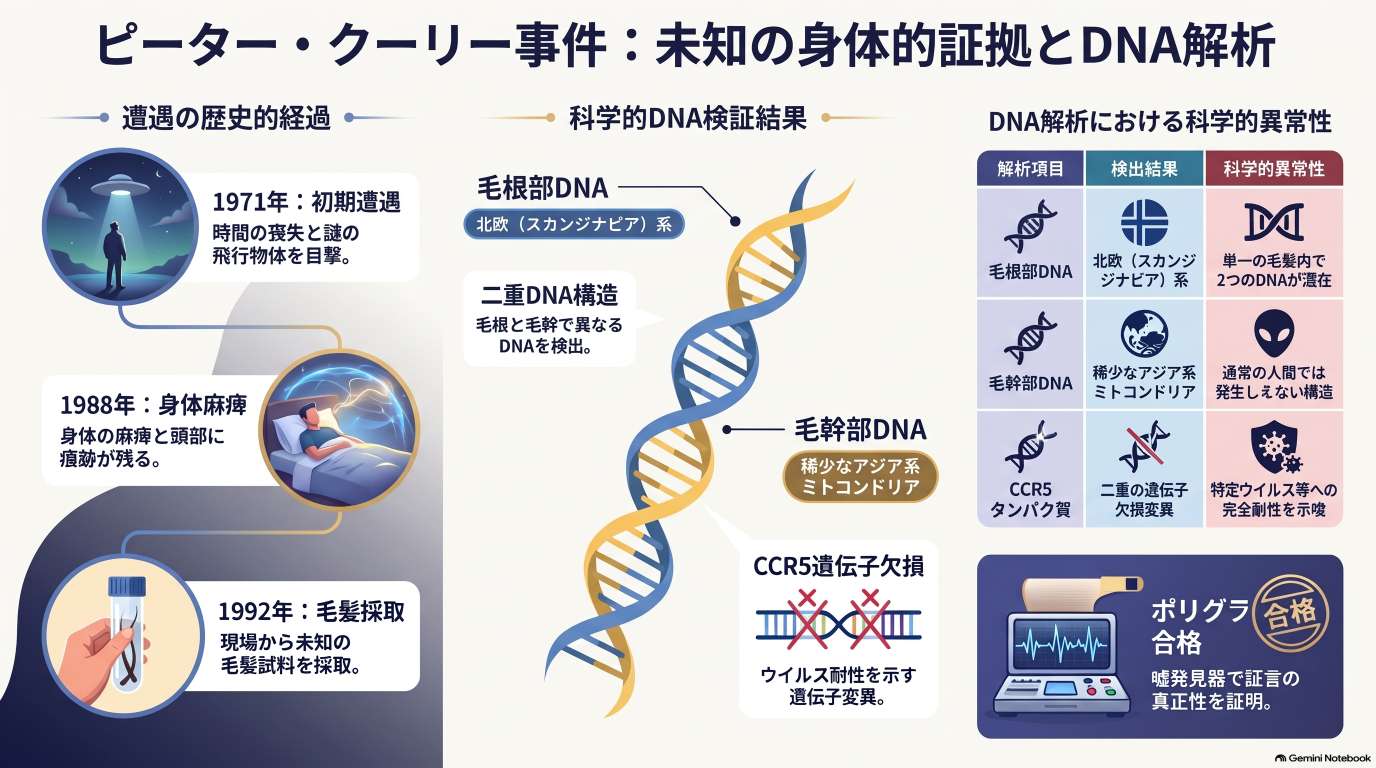 ピーター・クーリー事件：未知の身体的証拠とDNA解析
遭遇の歴史的経過
1971年：初期遭遇
時間の喪失と謎の
飛行物体を目撃。
1988年：身体麻痺
身体の麻痺と頭部に
が残る。
1992年：毛髪採取
現場から未知の
毛髪試料を採取。
科学的DNA検証結果
毛根部DNA
北欧（スカンジナビア）系
二重DNA構造
毛根と毛幹で異なる
DNAを検出。
毛幹部DNA
稀少なアジア系
ミトコンドリア
CCR5遺伝子欠損
ウイルス耐性を示す
遺伝子変異。
DNA解析における科学的異常性
解析項目
検出結果
科学的異常性
毛根部DNA
北欧（スカンジ
ジナビア）系
単一の毛髪内で
2つのDNAが混在
毛幹部DNA
稀少なアジア系
ミトコンドリア
通常の人間では
発生しえない構造
CCR5
タンパク賀
二重の遺伝子
欠損変異
特定ウイルス等への
完全耐性を示唆
ポリグラ
合格
合格
嘘発見器で証言の
真正性を証明。
Gemini Notebook